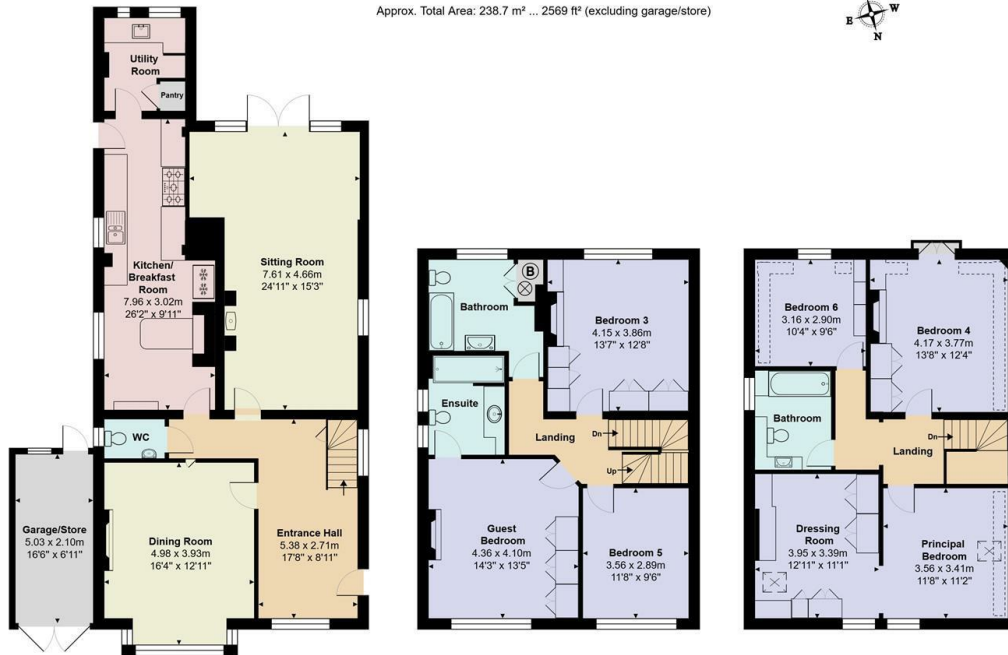 Approx. Total Area: 238.7 m² ... 2569 ft² (excluding garage/store)
E
W
N
Utility
Room
Pantry
Kitchen/
Breakfast
Room
7.96 x 3.02m
26'2" x 9'11"
Sitting Room
7.61 x 4.66m
24'11" x 15'3"
WC
Garage/Store
5.03 x 2.10m
16'6" x 6'11"
Dining Room
4.98 x 3.93m
16'4" x 12'11"
Entrance Hall
5.38 x 2.71m
17'8" x 8'11"
Bathroom
B
Bedroom 3
4.15 x 3.86m
13'7" x 12'8"
Ensuite
Landing
Dn
Up
Guest
Bedroom
4.36 x 4.10m
14'3" x 13'5"
Bedroom 5
3.56 x 2.89m
11'8" x 9'6"
Bedroom 6
3.16 x 2.90m
10'4" x 9'6"
Bedroom 4
4.17 x 3.77m
13'8" x 12'4"
Bathroom
Dn
Landing
Dressing
Room
3.95 x 3.39m
12'11" x 11'1"
Principal
Bedroom
3.56 x 3.41m
11'8" x 11'2"